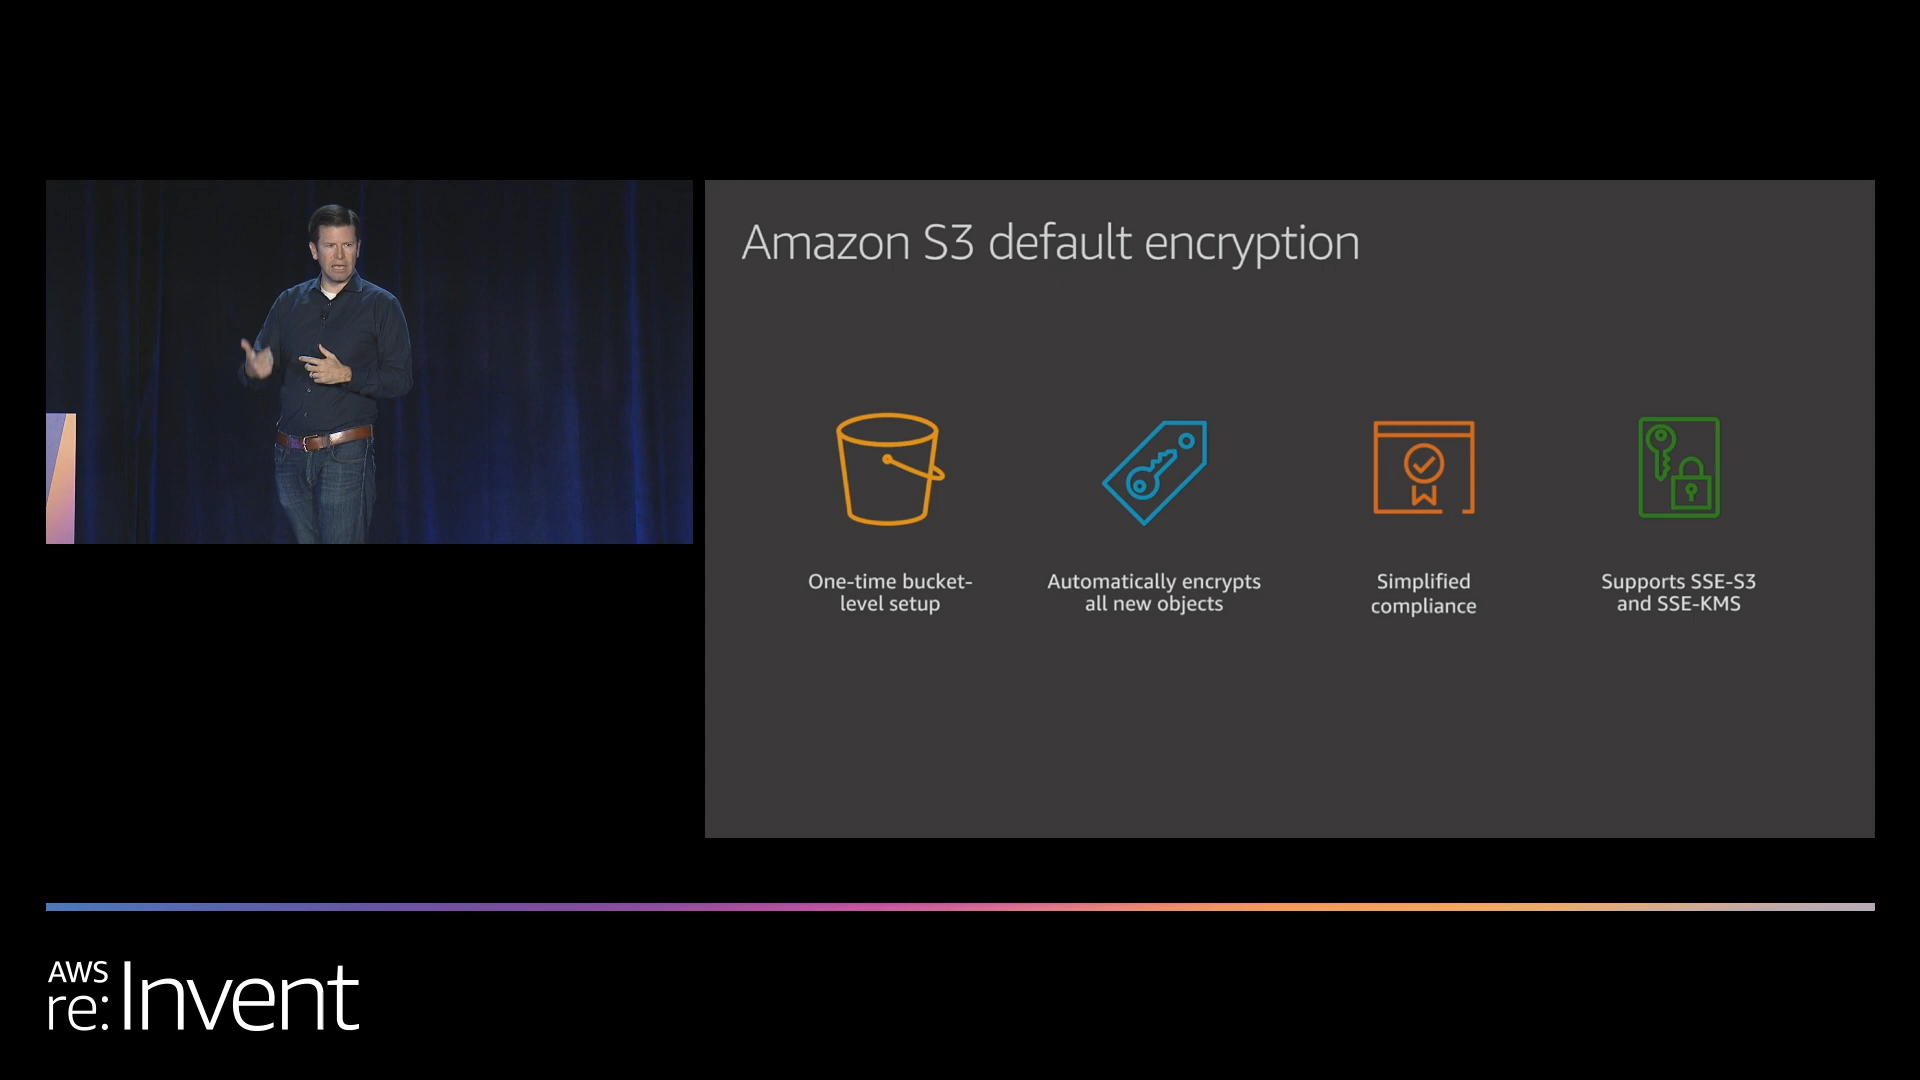 Amazon S3 default encryption
One-time bucket-
level setup
Automatically encrypts
all new objects
Simplified
compliance
Supports SSE-S3
and SSE-KMS
AWS
re:Invent